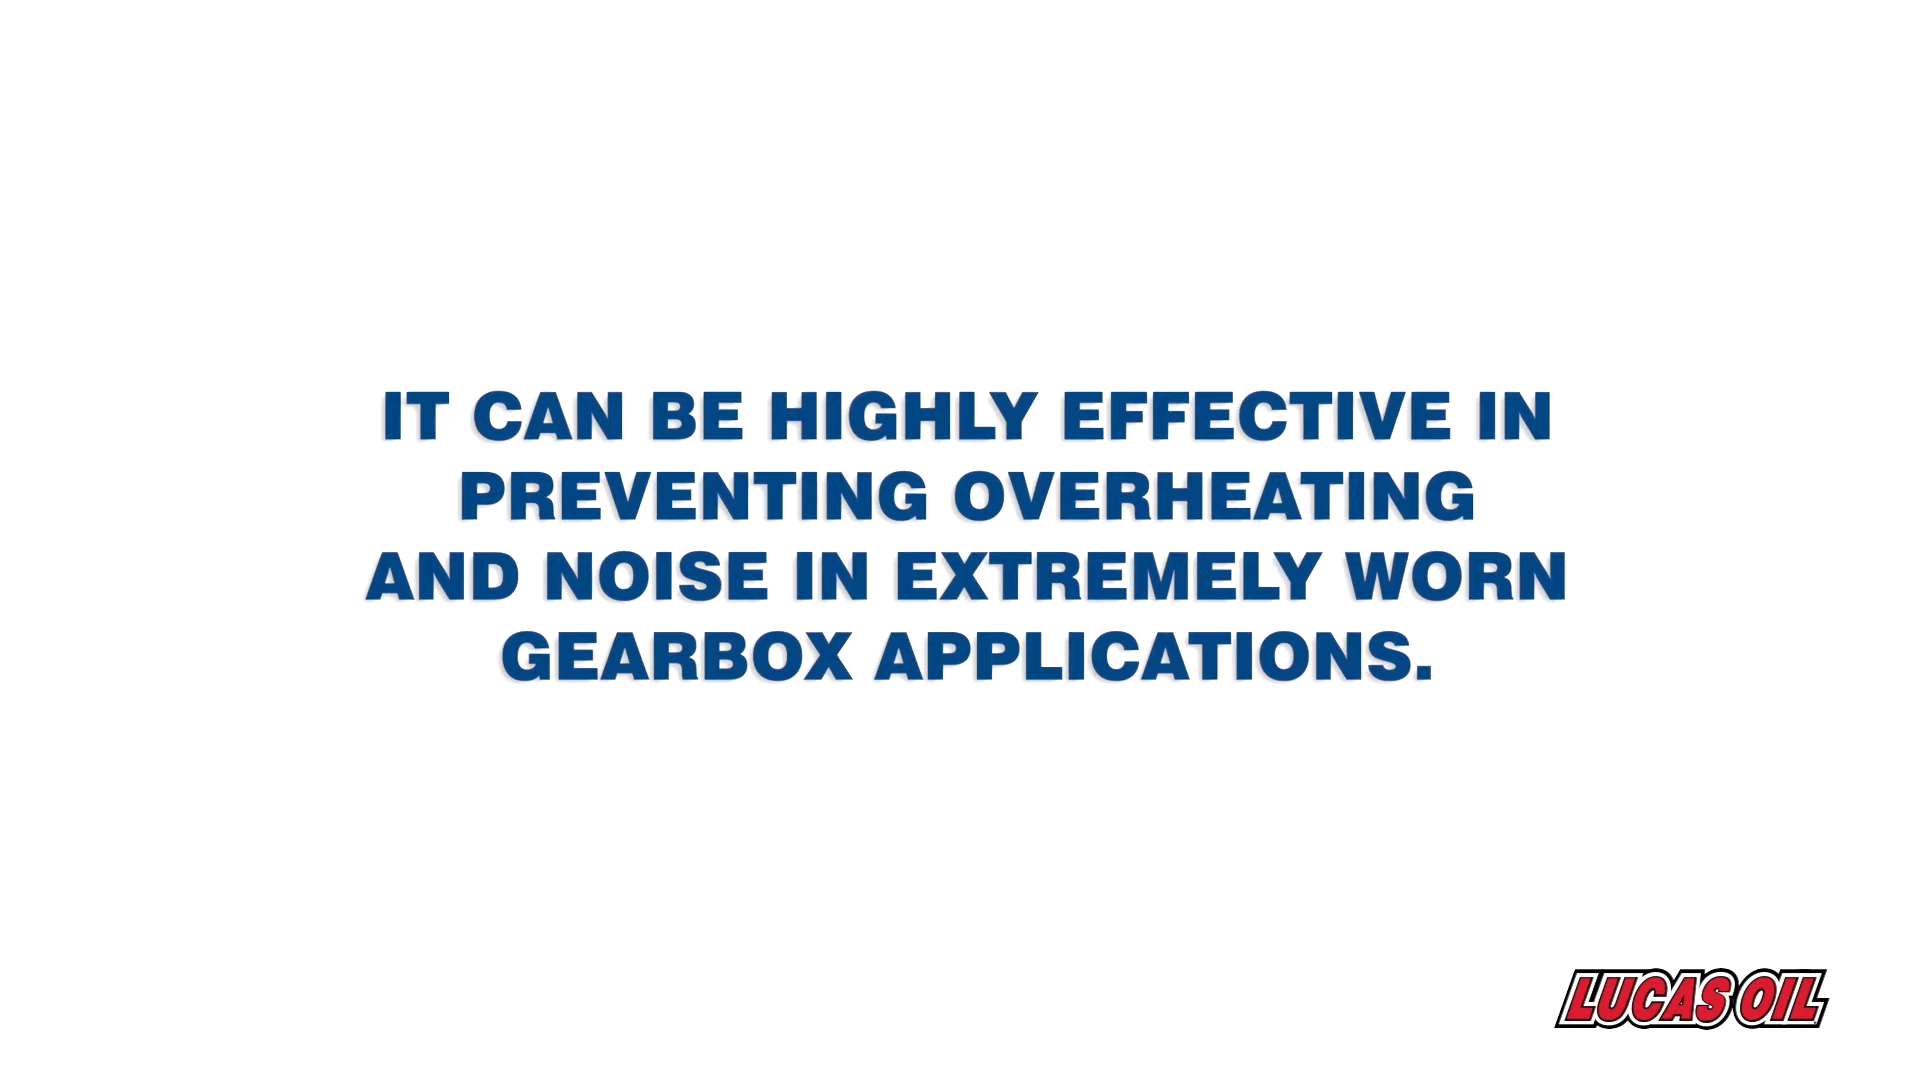 IT CAN BE HIGHLY EFFECTIVE IN
PREVENTING OVERHEATING
AND NOISE IN EXTREMELY WORN
GEARBOX APPLICATIONS.
LUCAS OIL